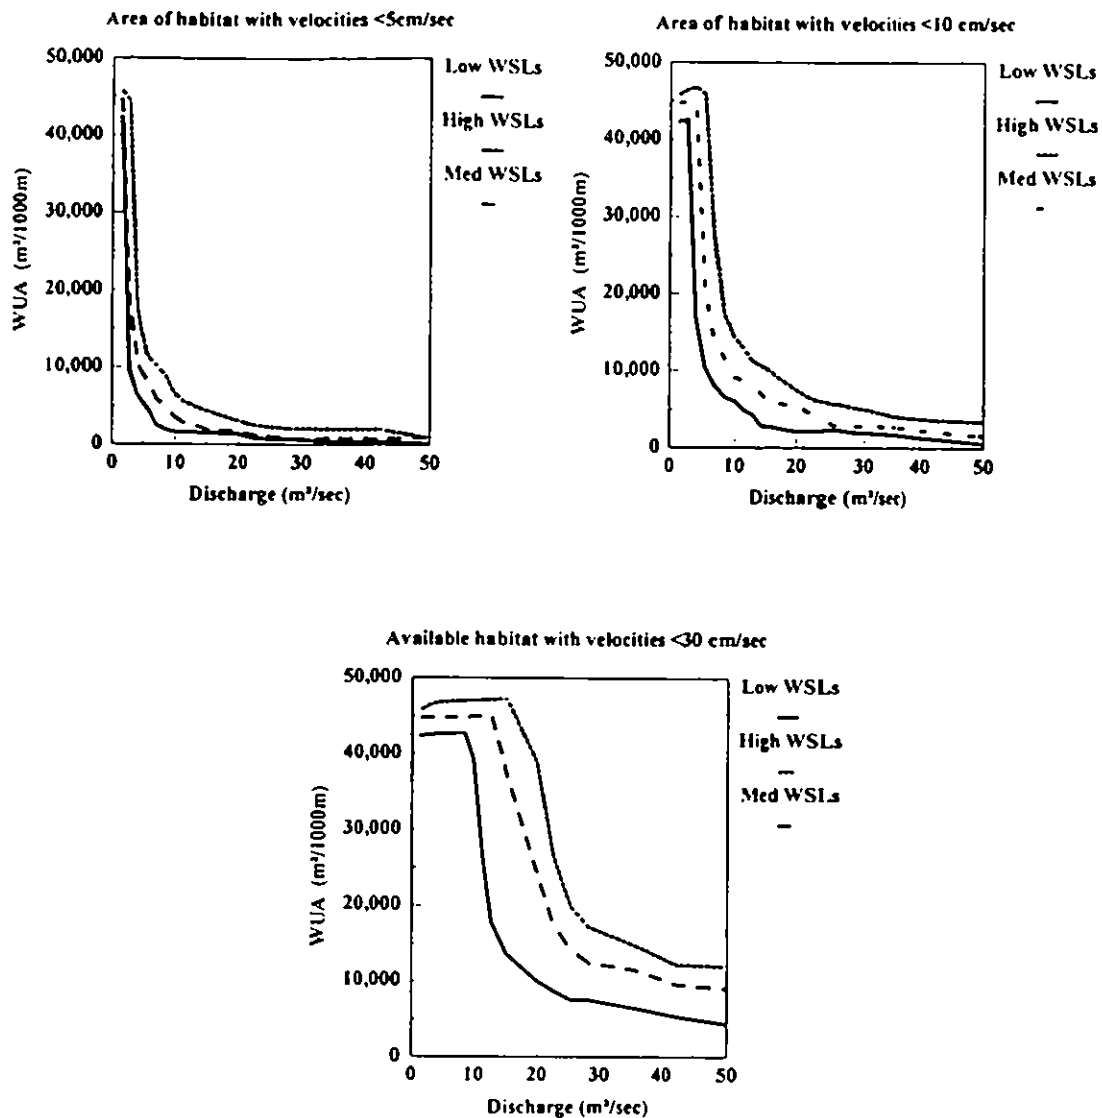 Area of habitat with velocities <5cm/sec
50,000
40,000
30,000
20,000
10,000
0
WUA (m³/1000m)
0 10 20 30 40 50
Discharge (m³/sec)
Low WSLs
High WSLs
Med WSLs
Area of habitat with velocities <10 cm/sec
50,000
40,000
30,000
20,000
10,000
0
WUA (m³/1000m)
0 10 20 30 40 50
Discharge (m³/sec)
Low WSLs
High WSLs
Med WSLs
Available habitat with velocities <30 cm/sec
50,000
40,000
30,000
20,000
10,000
0
WUA (m³/1000m)
0 10 20 30 40 50
Discharge (m³/sec)
Low WSLs
High WSLs
Med WSLs